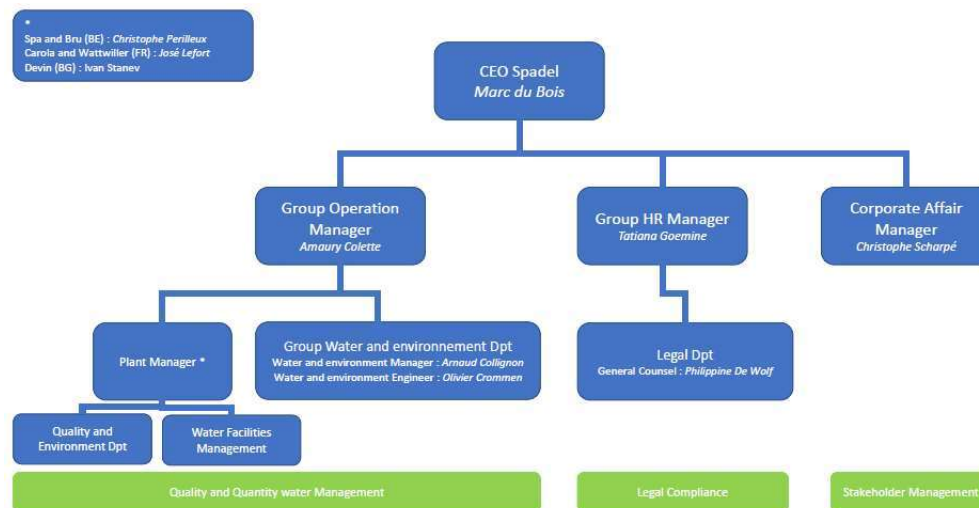 *
Spa and Bru (BE) : Christophe Perilleux
Carola and Wattwiller (FR) : José Lefort
Devin (BG) : Ivan Stanev
CEO Spadel
Marc du Bois
Group Operation
Manager
Amaury Colette
Group HR Manager
Tatiana Goemine
Corporate Affair
Manager
Christophe Scharpé
Plant Manager *
Group Water and environnement Dpt
Water and environment Manager : Arnaud Collignon
Water and environment Engineer : Olivier Crommen
Legal Dpt
General Counsel : Philippine De Wolf
Quality and
Environment Dpt
Water Facilities
Management
Quality and Quantity water Management
Legal Compliance
Stakeholder Management